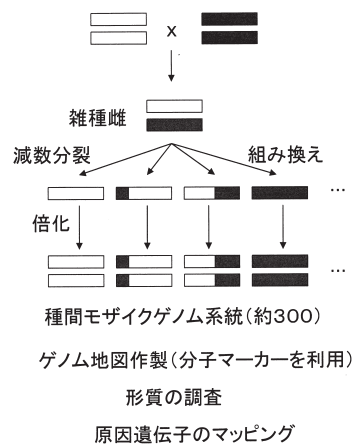 x
雑種雌
減数分裂 組み換え
…
倍化
…
種間モザイクゲノム系統(約300)
ゲノム地図作製(分子マーカーを利用)
形質の調査
原因遺伝子のマッピング